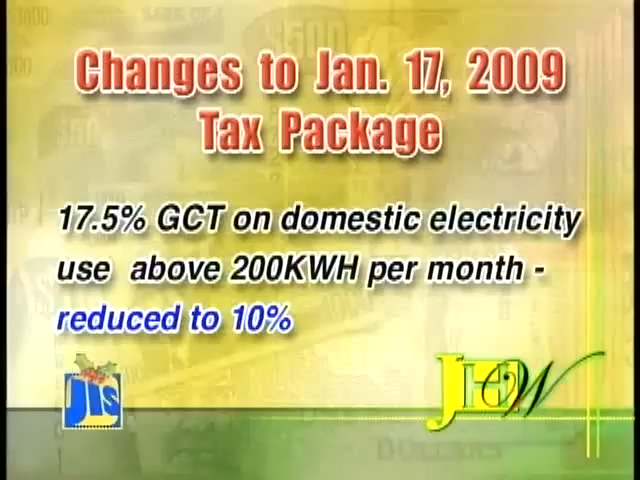 Changes to Jan. 17, 2009
Tax Package
17.5% GCT on domestic electricity
use above 200KWH per month -
reduced to 10%
JIS
JHW